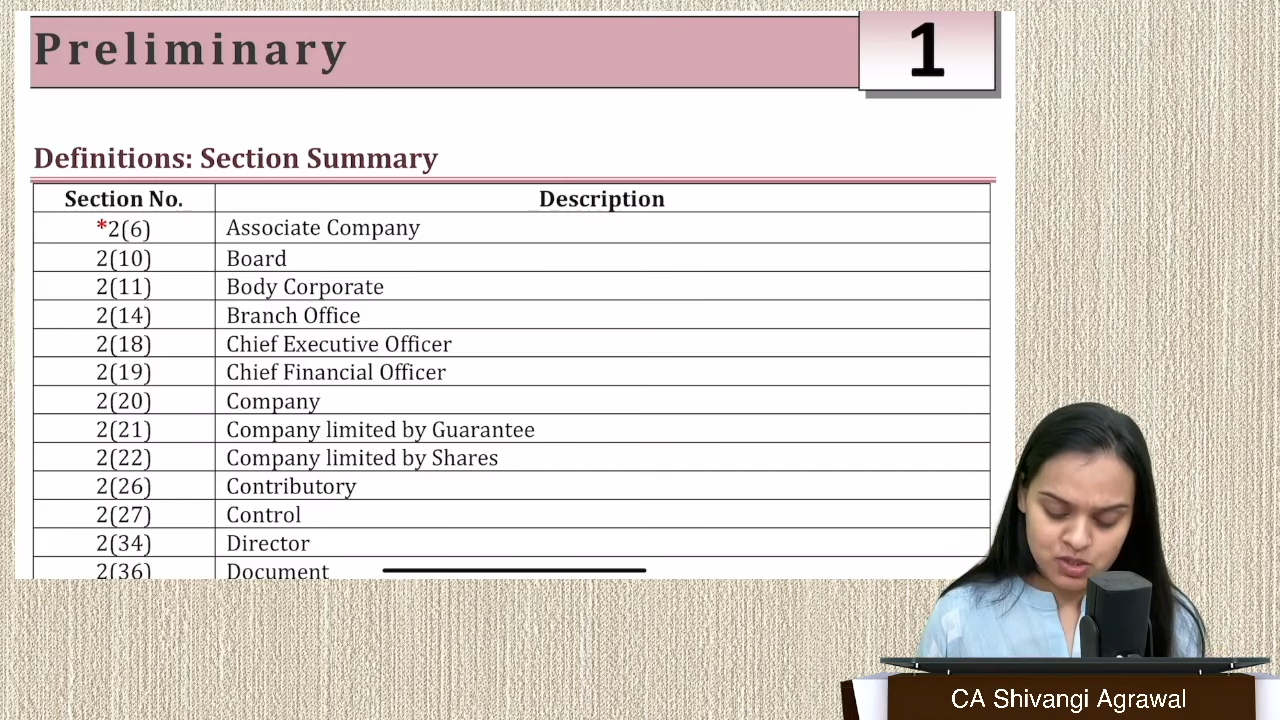 Preliminary
1
Definitions: Section Summary
Section No. Description
*2(6) Associate Company
2(10) Board
2(11) Body Corporate
2(14) Branch Office
2(18) Chief Executive Officer
2(19) Chief Financial Officer
2(20) Company
2(21) Company limited by Guarantee
2(22) Company limited by Shares
2(26) Contributory
2(27) Control
2(34) Director
2(36) Document
CA Shivangi Agrawal